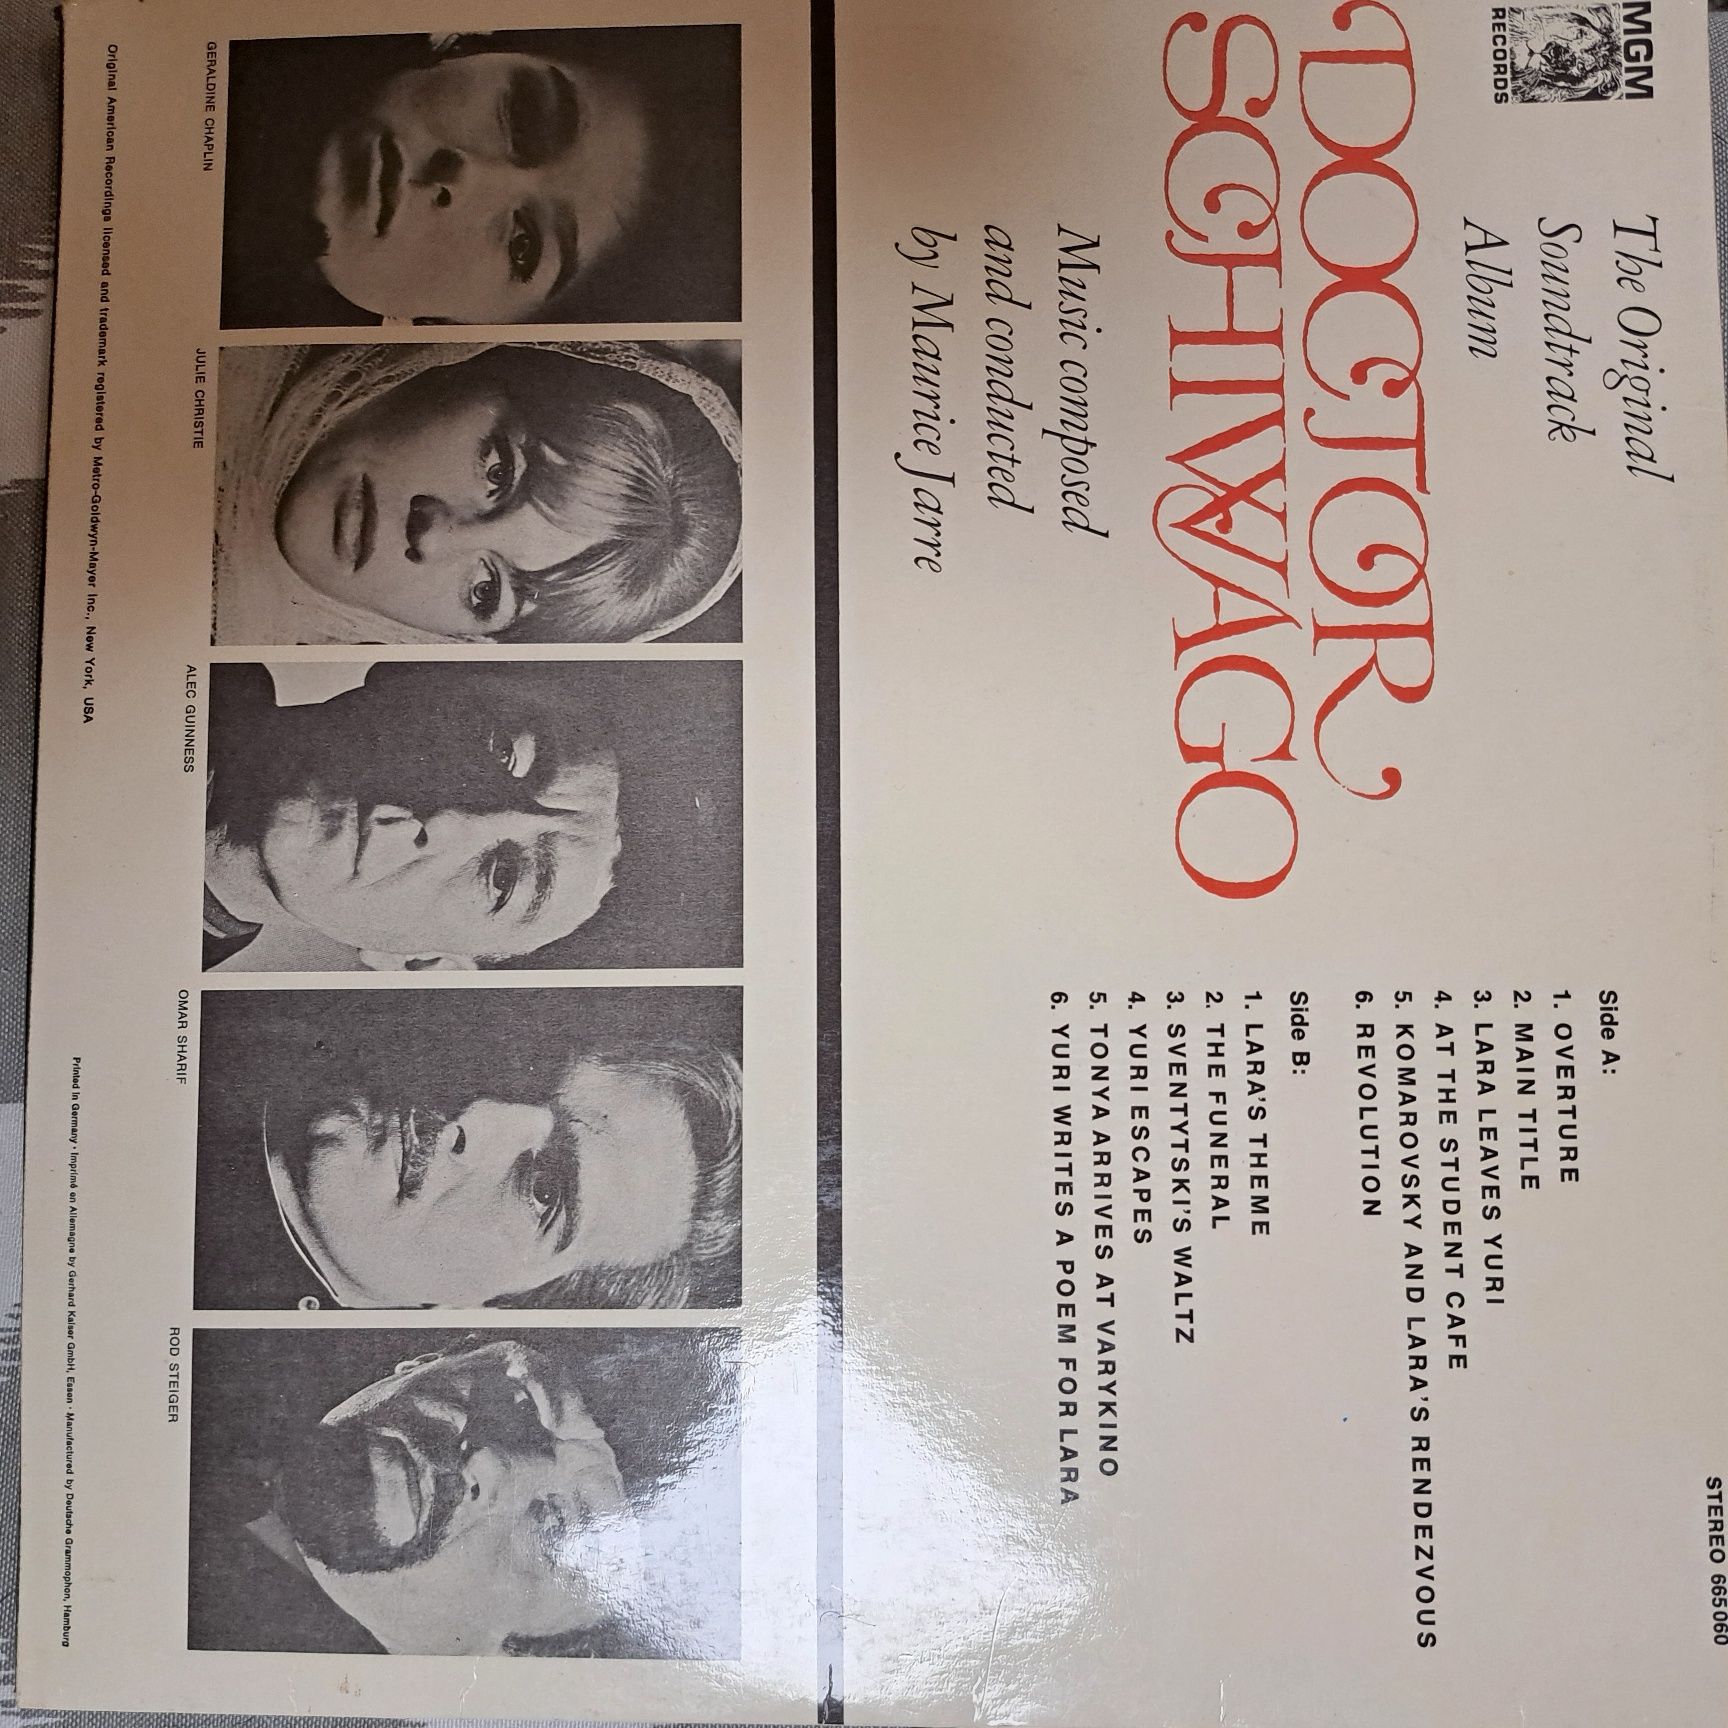 MGM
RECORDS
The Original
Soundtrack
Album
DOCTOR
SCHIWAGO
Music composed
and conducted
by Maurice Jarre
STEREO 665060
Side A:
1. OVERTURE
2. MAIN TITLE
3. LARA LEAVES YURI
4. AT THE STUDENT CAFE
5. KOMAROVSKY AND LARA'S RENDEZVOUS
6. REVOLUTION
Side B:
1. LARA'S THEME
2. THE FUNERAL
3. SVENTYTSKI'S WALTZ
4. YURI ESCAPES
5. TONYA ARRIVES AT VARYKINO
6. YURI WRITES A POEM FOR LARA
GERALDINE CHAPLIN
JULIE CHRISTIE
ALEC GUINNESS
OMAR SHARIF
ROD STEIGER
Original American Recordings licensed and trademark registered by Metro-Goldwyn-Mayer Inc., New York, USA
Printed in Germany · Imprimé en Allemagne by Gerhard Kaiser GmbH, Essen · Manufactured by Deutsche Grammophon, Hamburg